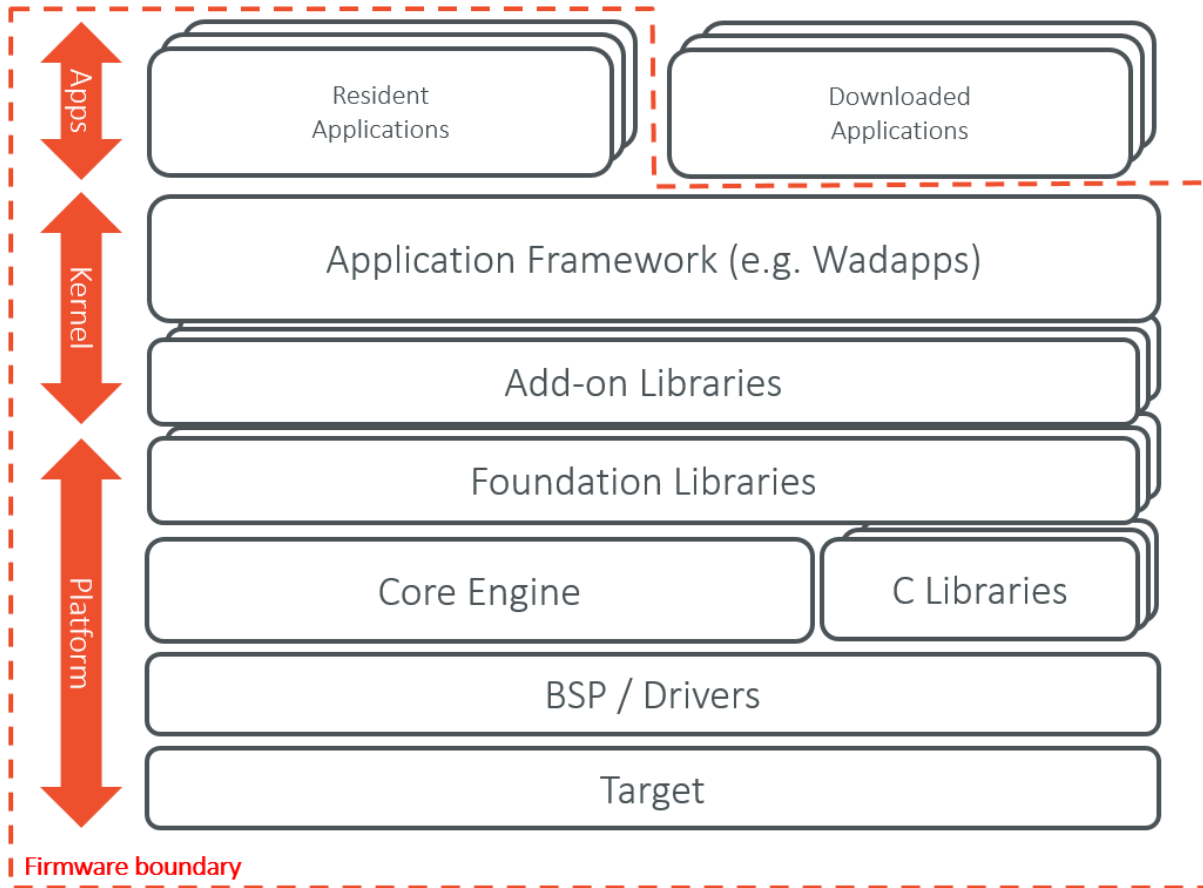 Apps
Resident
Applications
Downloaded
Applications
Kernel
Application Framework (e.g. Wadapps)
Add-on Libraries
Platform
Foundation Libraries
Core Engine
C Libraries
BSP / Drivers
Target
Firmware boundary